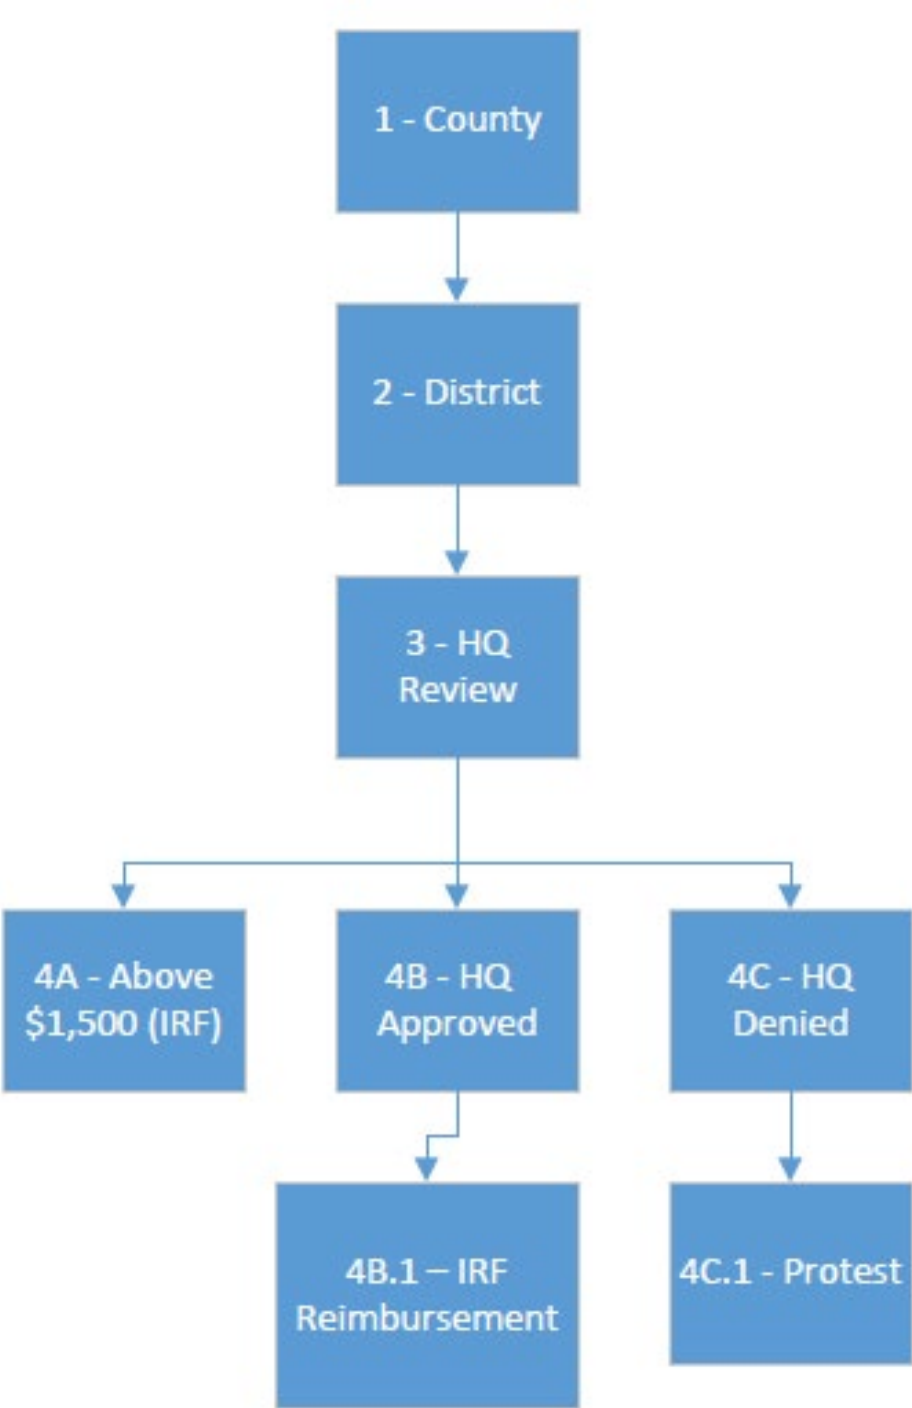 1 - County
2 - District
3 - HQ
Review
4A - Above
$1,500 (IRF)
4B - HQ
Approved
4C - HQ
Denied
4B.1 – IRF
Reimbursement
4C.1 - Protest